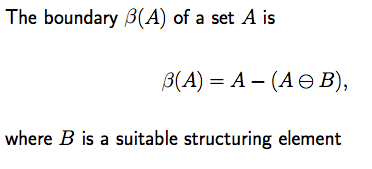 The boundary β(A) of a set A is
β(A) = A − (A ⊖ B),
where B is a suitable structuring element